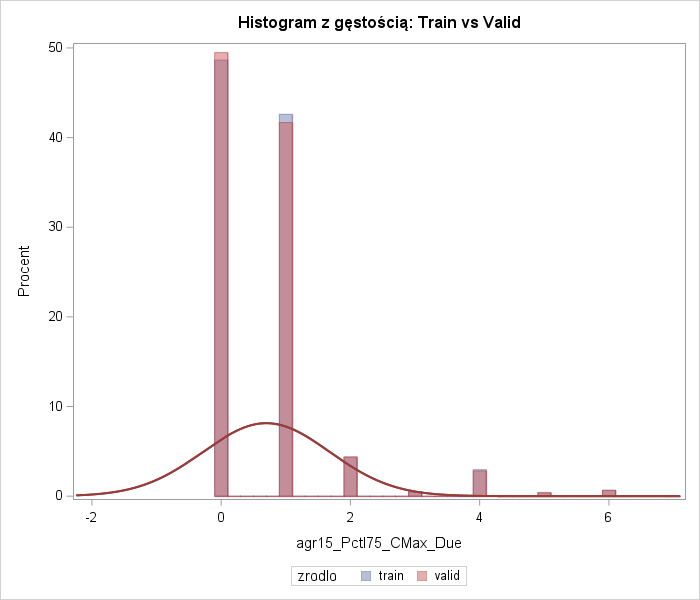 Histogram z gęstością: Train vs Valid
50
40
30
20
10
0
Procent
-2 0 2 4 6
agr15_Pctl75_CMax_Due
zrodlo train valid